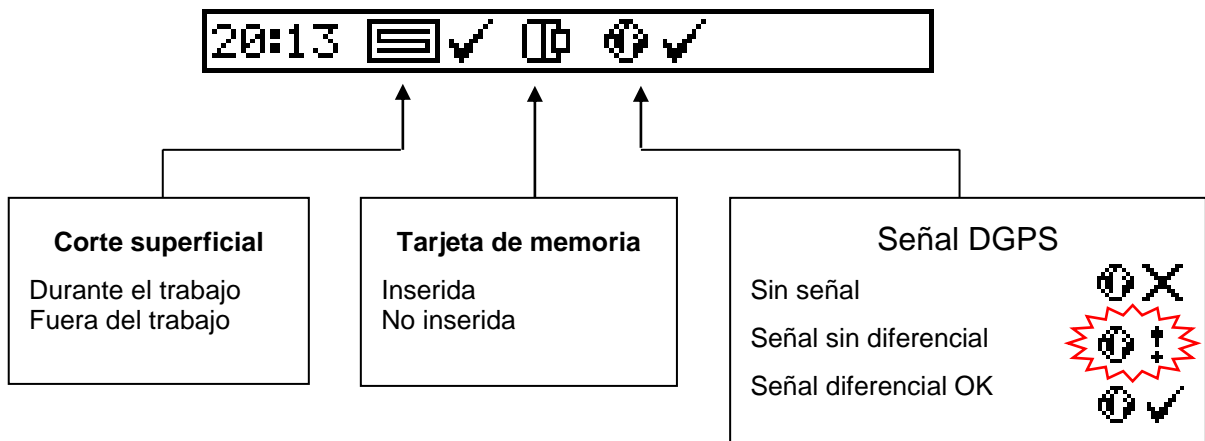 20:13
Corte superficial
Durante el trabajo
Fuera del trabajo
Tarjeta de memoria
Inserida
No inserida
Señal DGPS
Sin señal
Señal sin diferencial
Señal diferencial OK